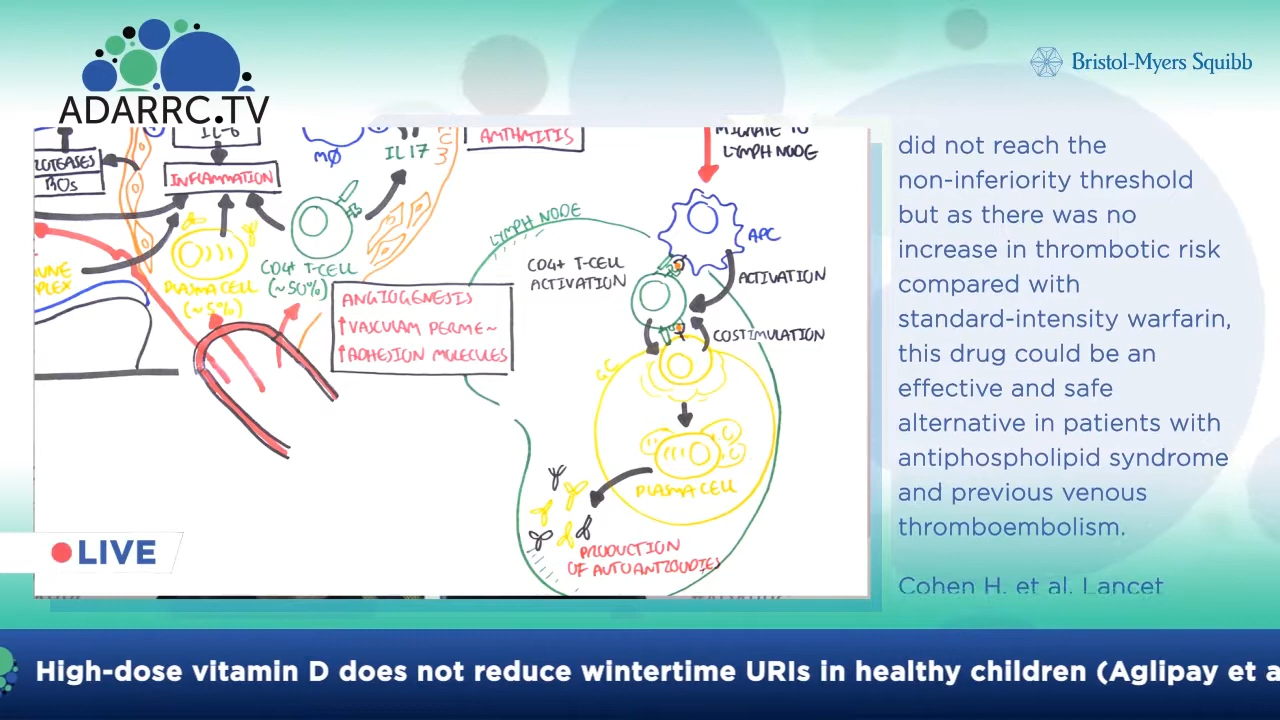 ADARRC.TV
Bristol-Myers Squibb
IL-6
INFLAMMATION
ROS
MØ
IL17
CD4+ T-CELL
(~50%)
PLASMA CELL
(~5%)
ANGIOGENESIS
↑VASCULAR PERME~
↑ADHESION MOLECULES
LYMPH NODE
LYMPH NODE
APC
CD4+ T-CELL
ACTIVATION
ACTIVATION
COSTIMULATION
GC
PLASMA CELL
PRODUCTION
OF AUTOANTIBODIES
LIVE
did not reach the
non-inferiority threshold
but as there was no
increase in thrombotic risk
compared with
standard-intensity warfarin,
this drug could be an
effective and safe
alternative in patients with
antiphospholipid syndrome
and previous venous
thromboembolism.
Cohen H. et al. Lancet
High-dose vitamin D does not reduce wintertime URIs in healthy children (Aglipay et a